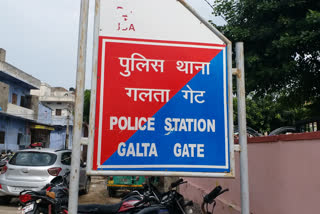 पुलिस थाना
गलता गेट
POLICE STATION
GALTA GATE